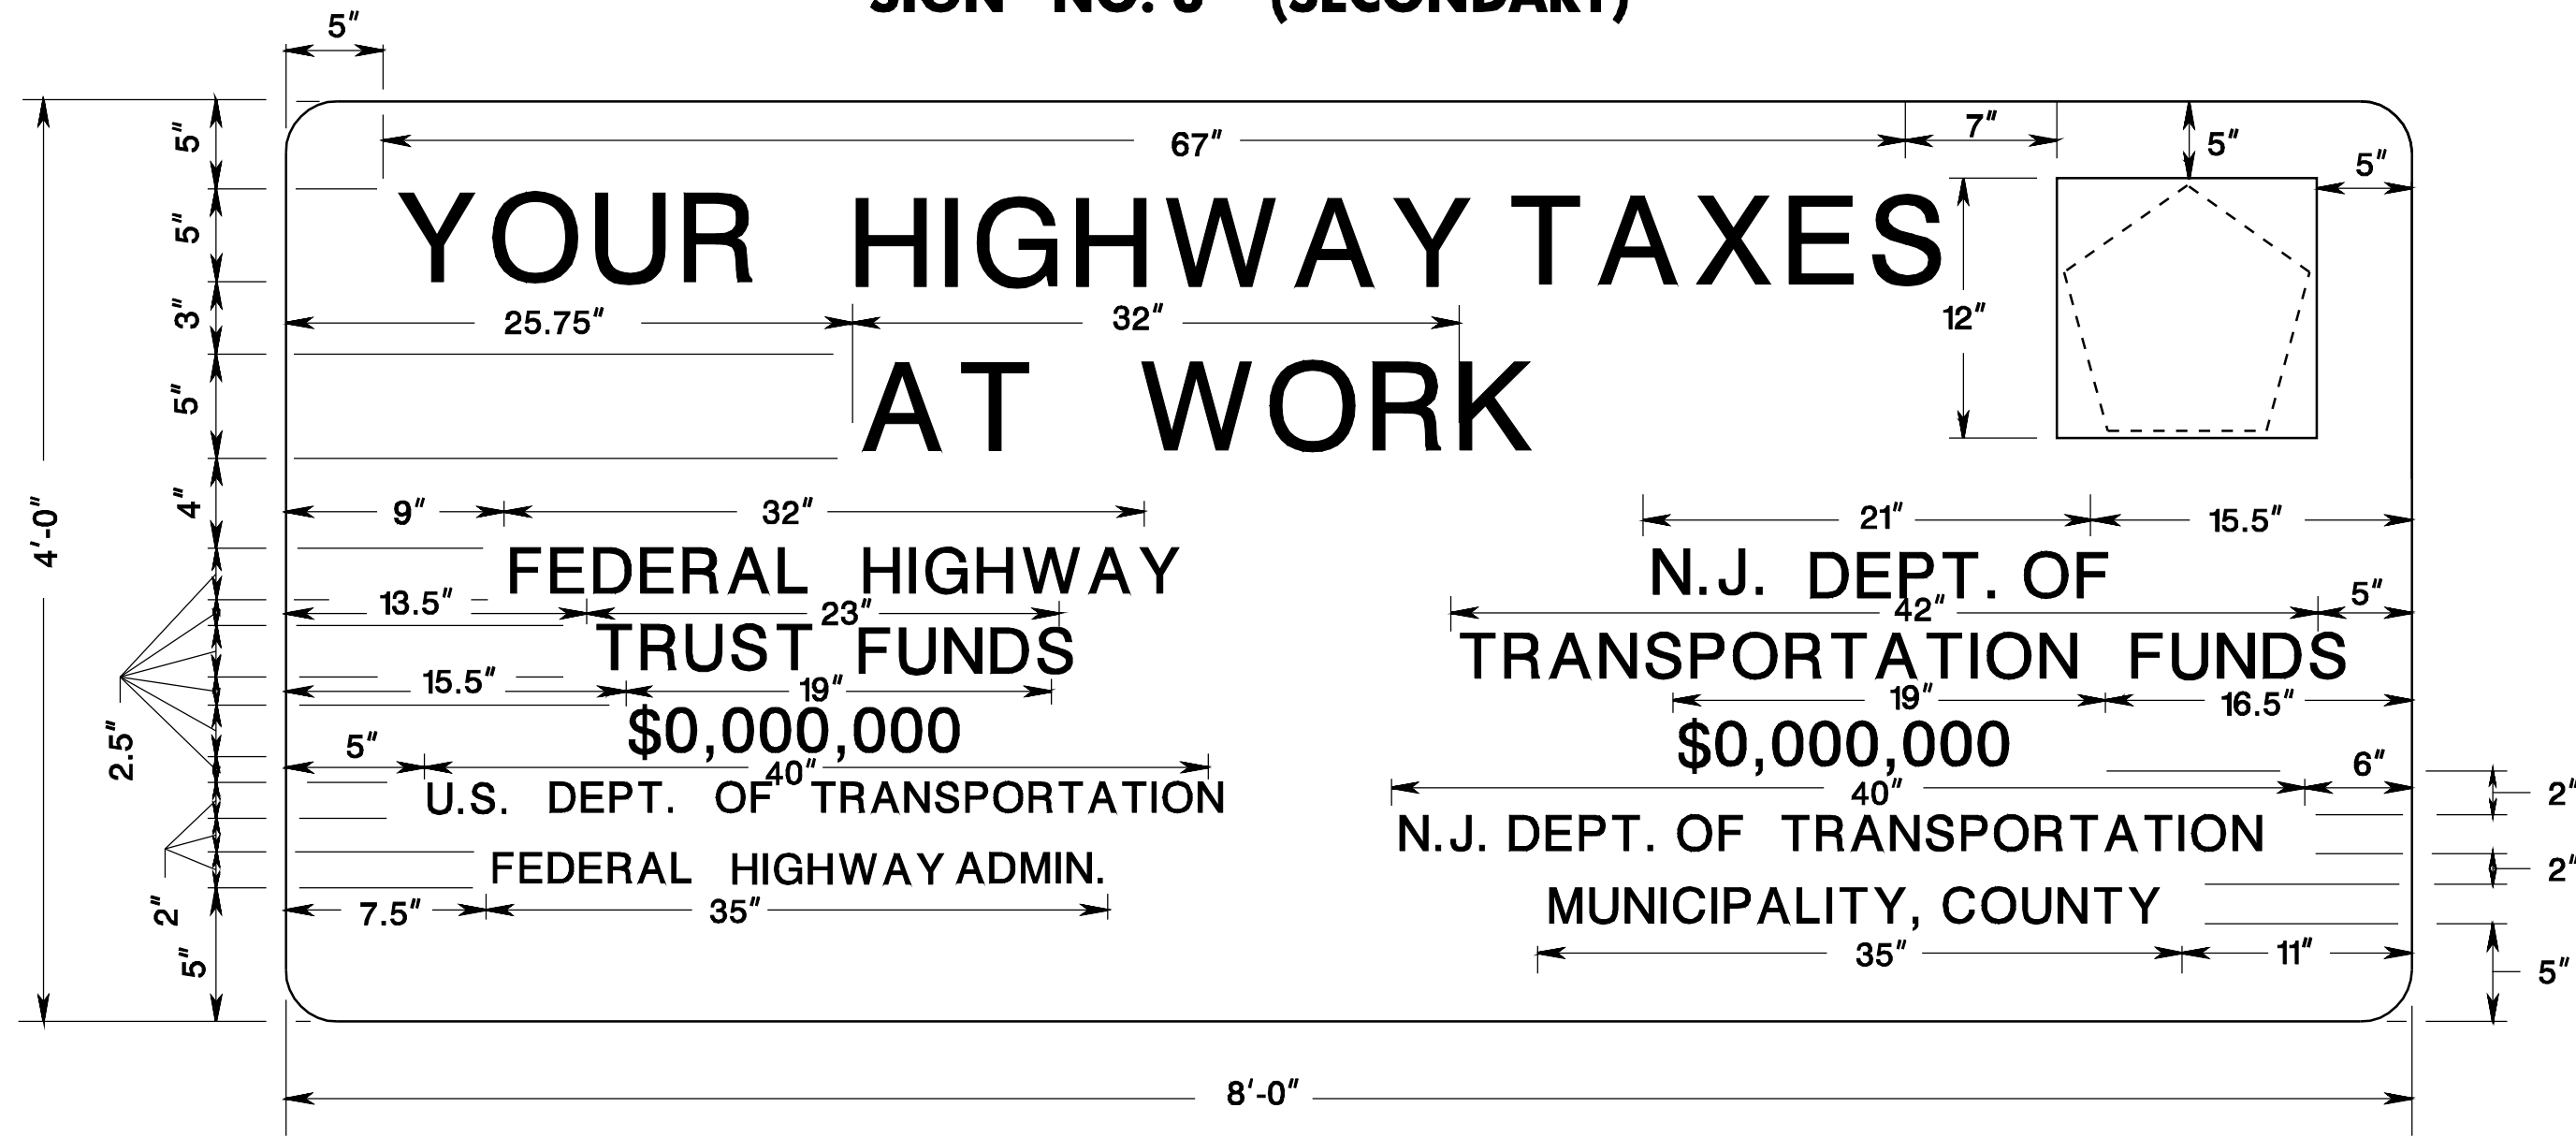 SIGN NO. 8 (SECONDARY)
5"
67" 7" 5" 5"
5"
YOUR HIGHWAY TAXES
5"
12"
3" 25.75" 32"
AT WORK
5"
4" 9" 32" 21" 15.5"
4'-0"
FEDERAL HIGHWAY N.J. DEPT. OF
13.5" 23" 42" 5"
TRUST FUNDS TRANSPORTATION FUNDS
15.5" 19" 19" 16.5"
$0,000,000 $0,000,000
2.5" 5" 40" 40" 6" 2"
U.S. DEPT. OF TRANSPORTATION N.J. DEPT. OF TRANSPORTATION
FEDERAL HIGHWAY ADMIN. MUNICIPALITY, COUNTY
2" 7.5" 35" 35" 11" 2"
5" 5"
8'-0"